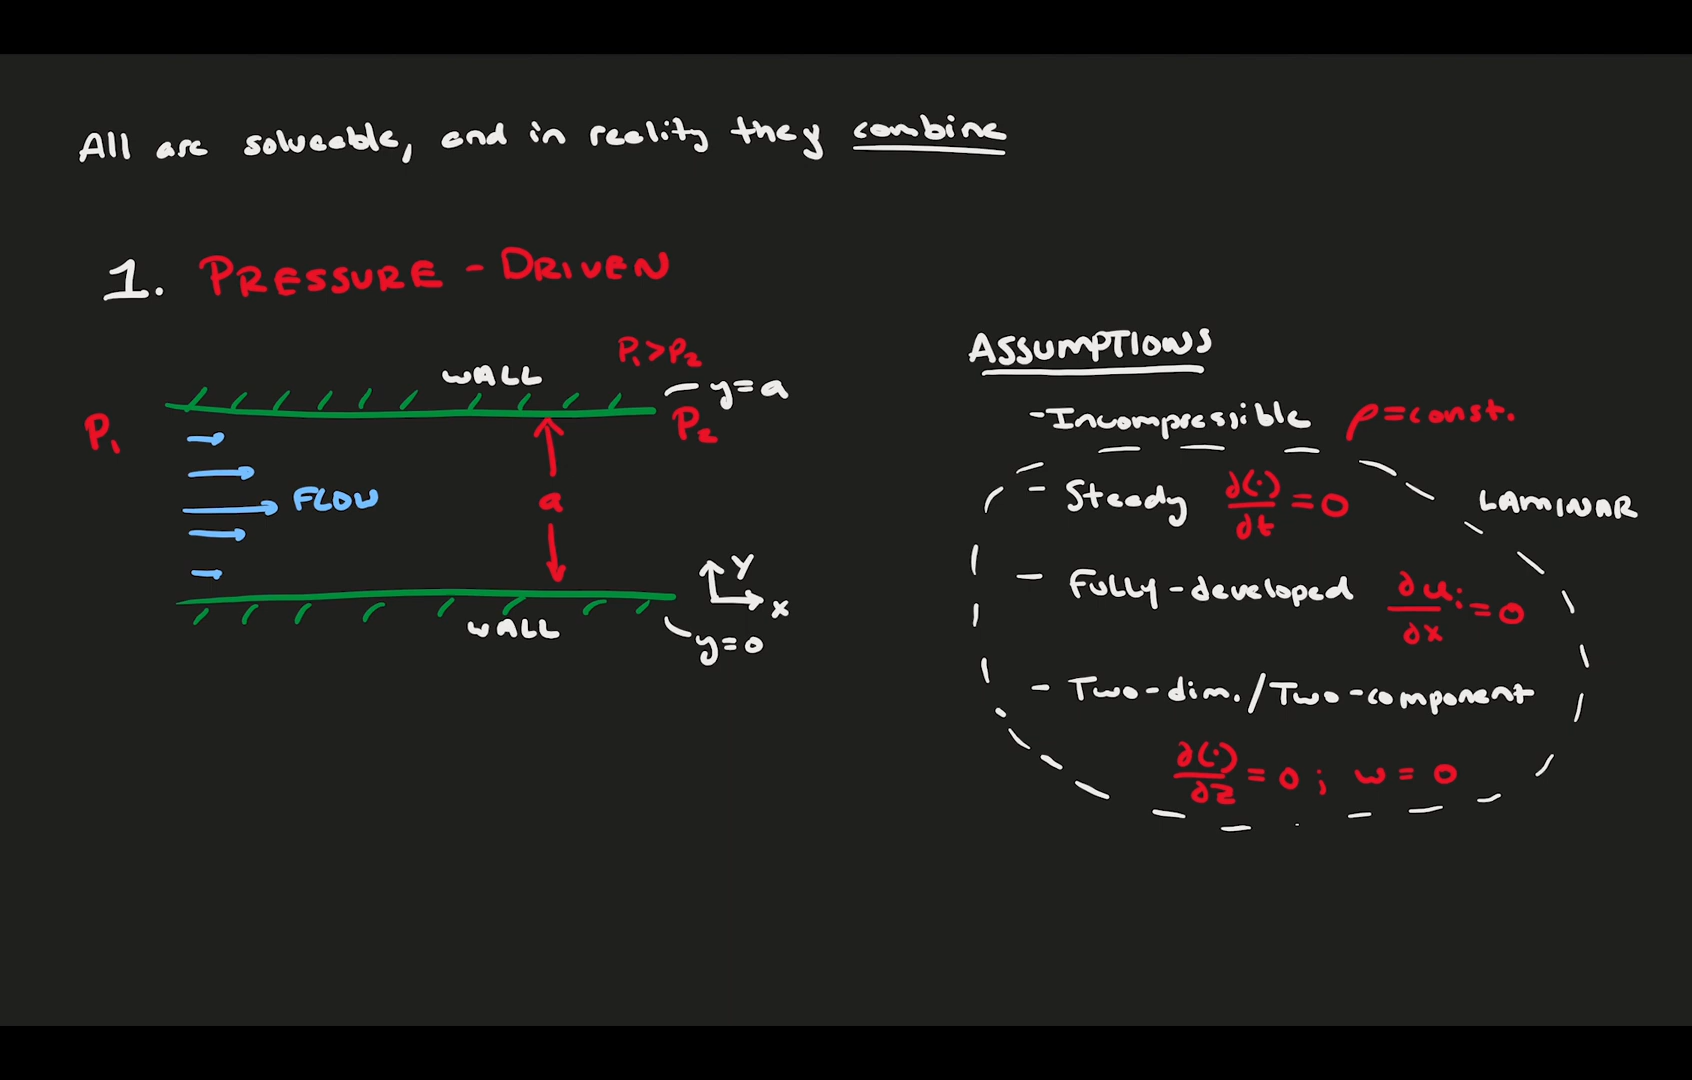 All are solveable, and in reality they combine
1. PRESSURE - DRIVEN
P₁ > P₂
WALL
y = a
P₁
P₂
FLOW
a
Y
x
WALL
y = 0
ASSUMPTIONS
- Incompressible ρ = const.
- Steady ∂(·)/∂t = 0
LAMINAR
- Fully-developed ∂uᵢ/∂x = 0
- Two-dim./Two-component
∂(·)/∂z = 0 ; w = 0